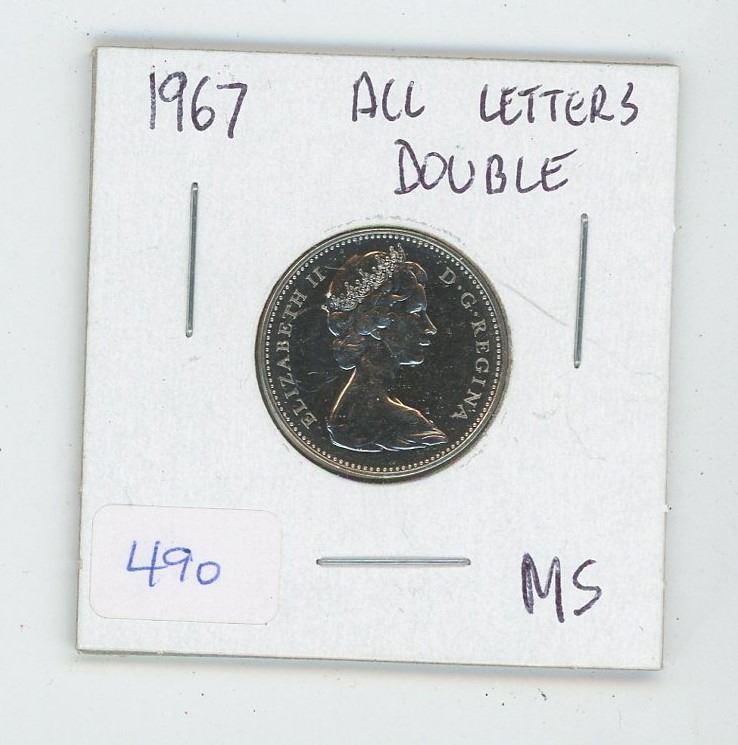 1967 ALL LETTERS
DOUBLE
ELIZABETH II D·G·REGINA
490
MS